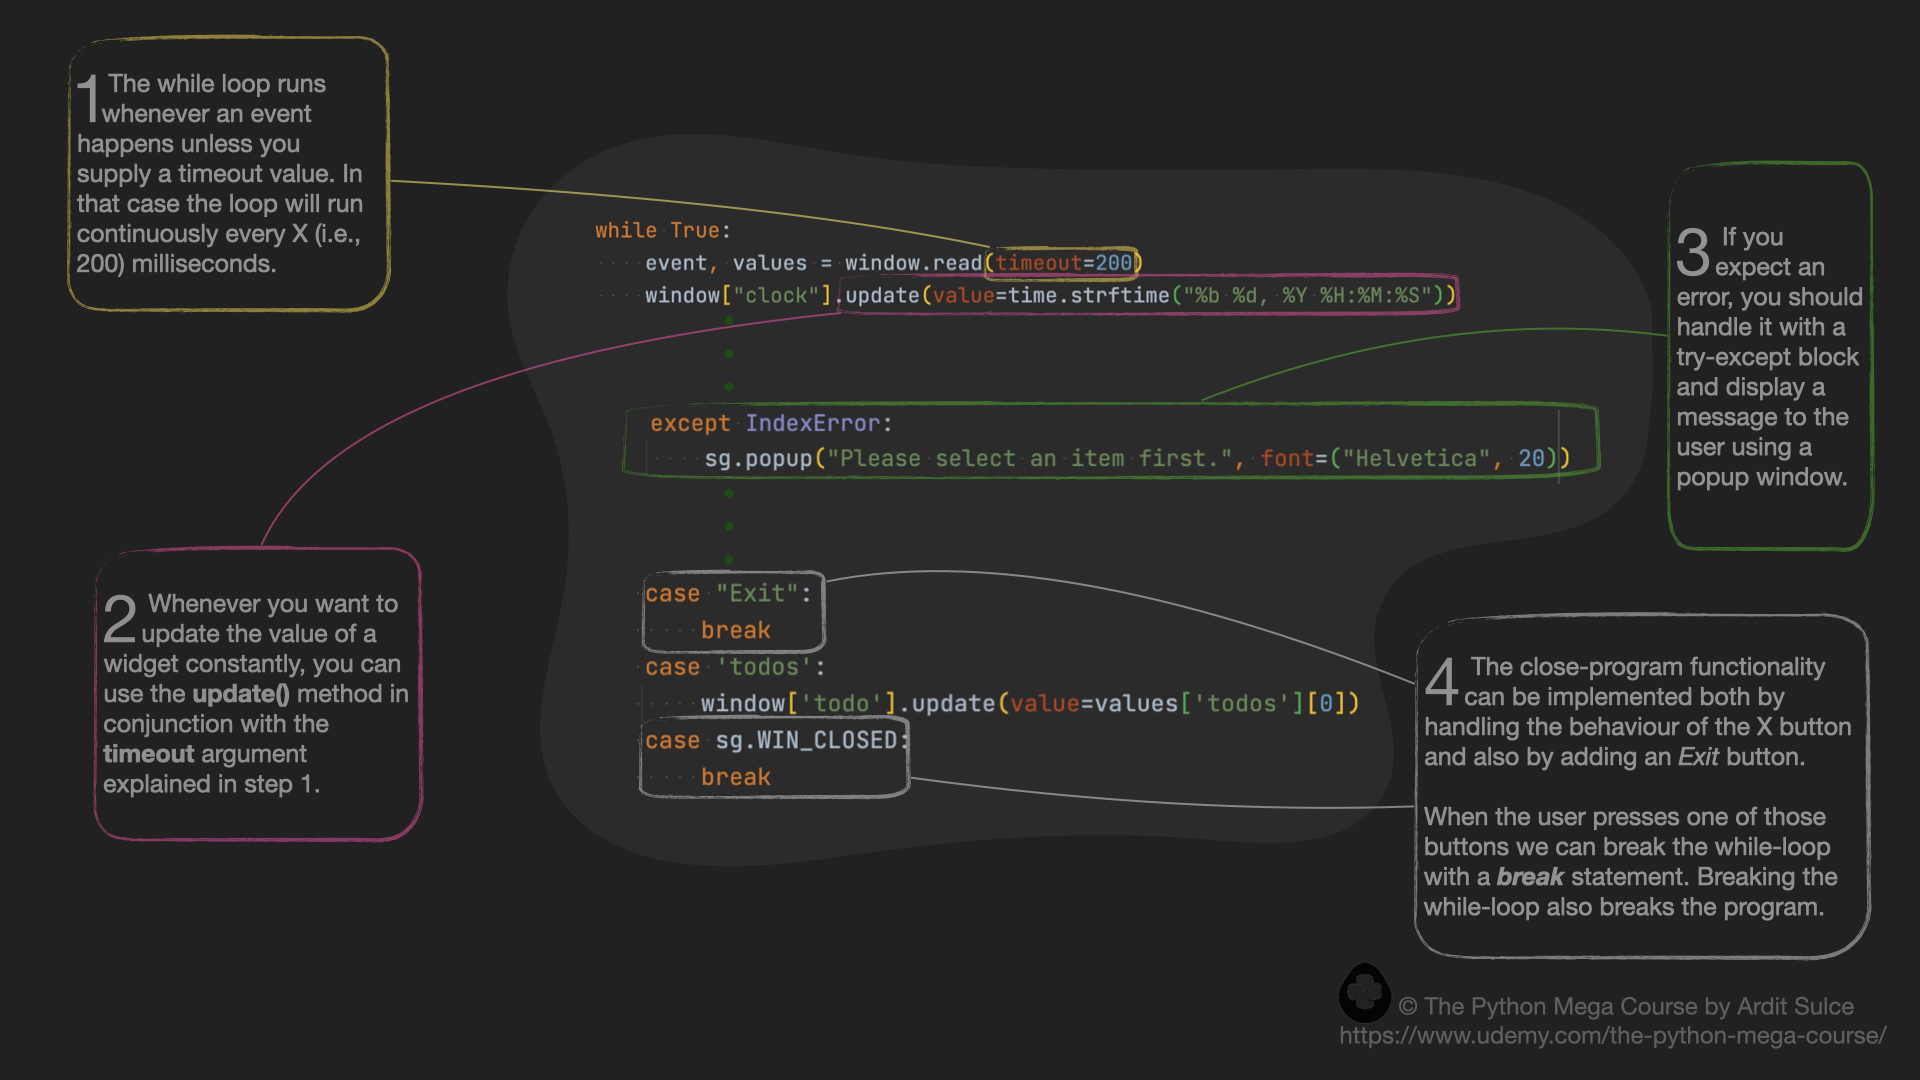 1 The while loop runs
whenever an event
happens unless you
supply a timeout value. In
that case the loop will run
continuously every X (i.e.,
200) milliseconds.
while True:
event, values = window.read(timeout=200)
window["clock"].update(value=time.strftime("%b %d, %Y %H:%M:%S"))
except IndexError:
sg.popup("Please select an item first.", font=("Helvetica", 20))
case "Exit":
break
case 'todos':
window['todo'].update(value=values['todos'][0])
case sg.WIN_CLOSED:
break
2 Whenever you want to
update the value of a
widget constantly, you can
use the update() method in
conjunction with the
timeout argument
explained in step 1.
3 If you
expect an
error, you should
handle it with a
try-except block
and display a
message to the
user using a
popup window.
4 The close-program functionality
can be implemented both by
handling the behaviour of the X button
and also by adding an Exit button.
When the user presses one of those
buttons we can break the while-loop
with a break statement. Breaking the
while-loop also breaks the program.
© The Python Mega Course by Ardit Sulce
https://www.udemy.com/the-python-mega-course/